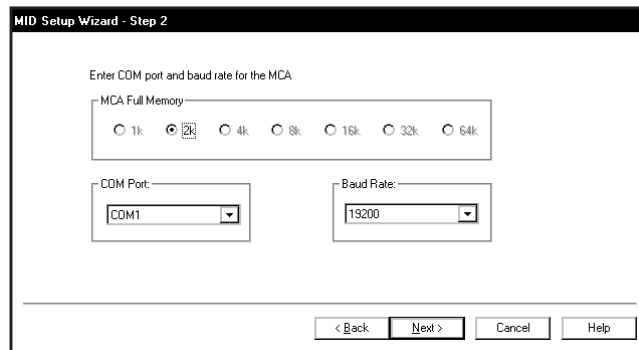 MID Setup Wizard - Step 2
Enter COM port and baud rate for the MCA
MCA Full Memory
1k 2k 4k 8k 16k 32k 64k
COM Port: Baud Rate:
COM1 19200
< Back Next > Cancel Help